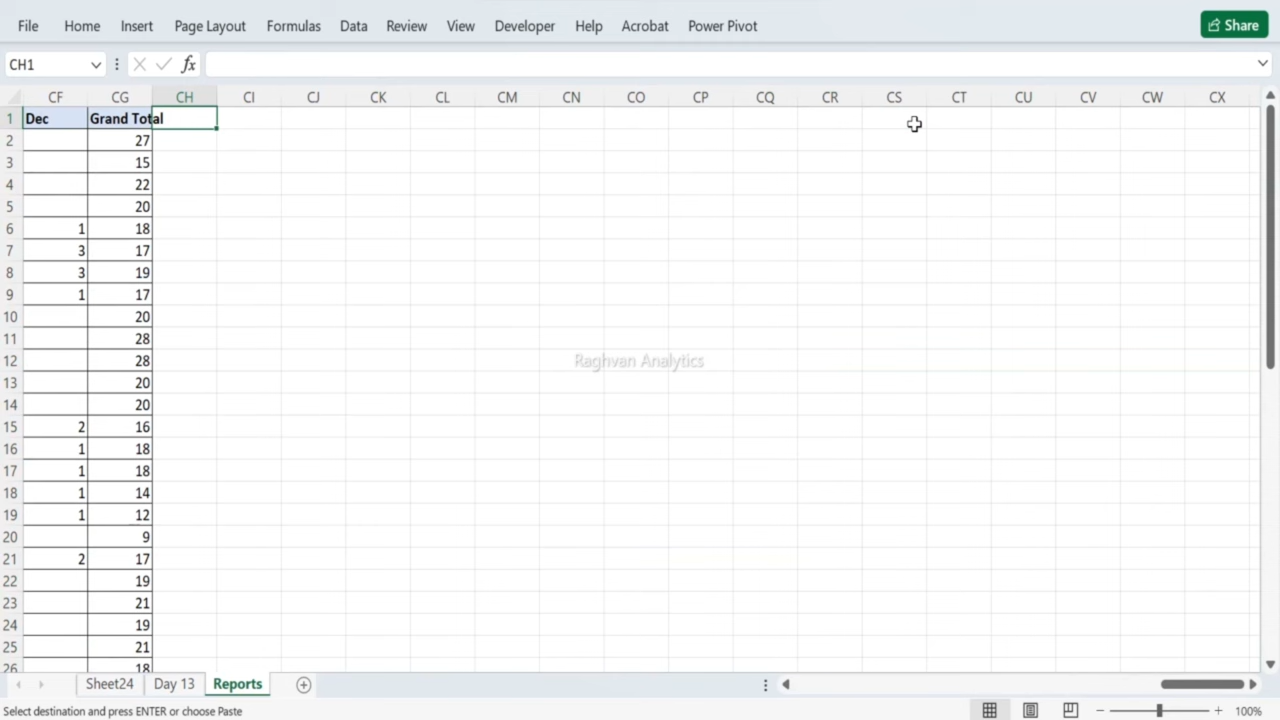 File Home Insert Page Layout Formulas Data Review View Developer Help Acrobat Power Pivot Share
CH1 fx
CF CG CH CI CJ CK CL CM CN CO CP CQ CR CS CT CU CV CW CX
1 Dec Grand Total
2 27
3 15
4 22
5 20
6 1 18
7 3 17
8 3 19
9 1 17
10 20
11 28
12 28
13 20
14 20
15 2 16
16 1 18
17 1 18
18 1 14
19 1 12
20 9
21 2 17
22 19
23 21
24 19
25 21
26 18
Raghvan Analytics
Sheet24 Day 13 Reports
Select destination and press ENTER or choose Paste 100%